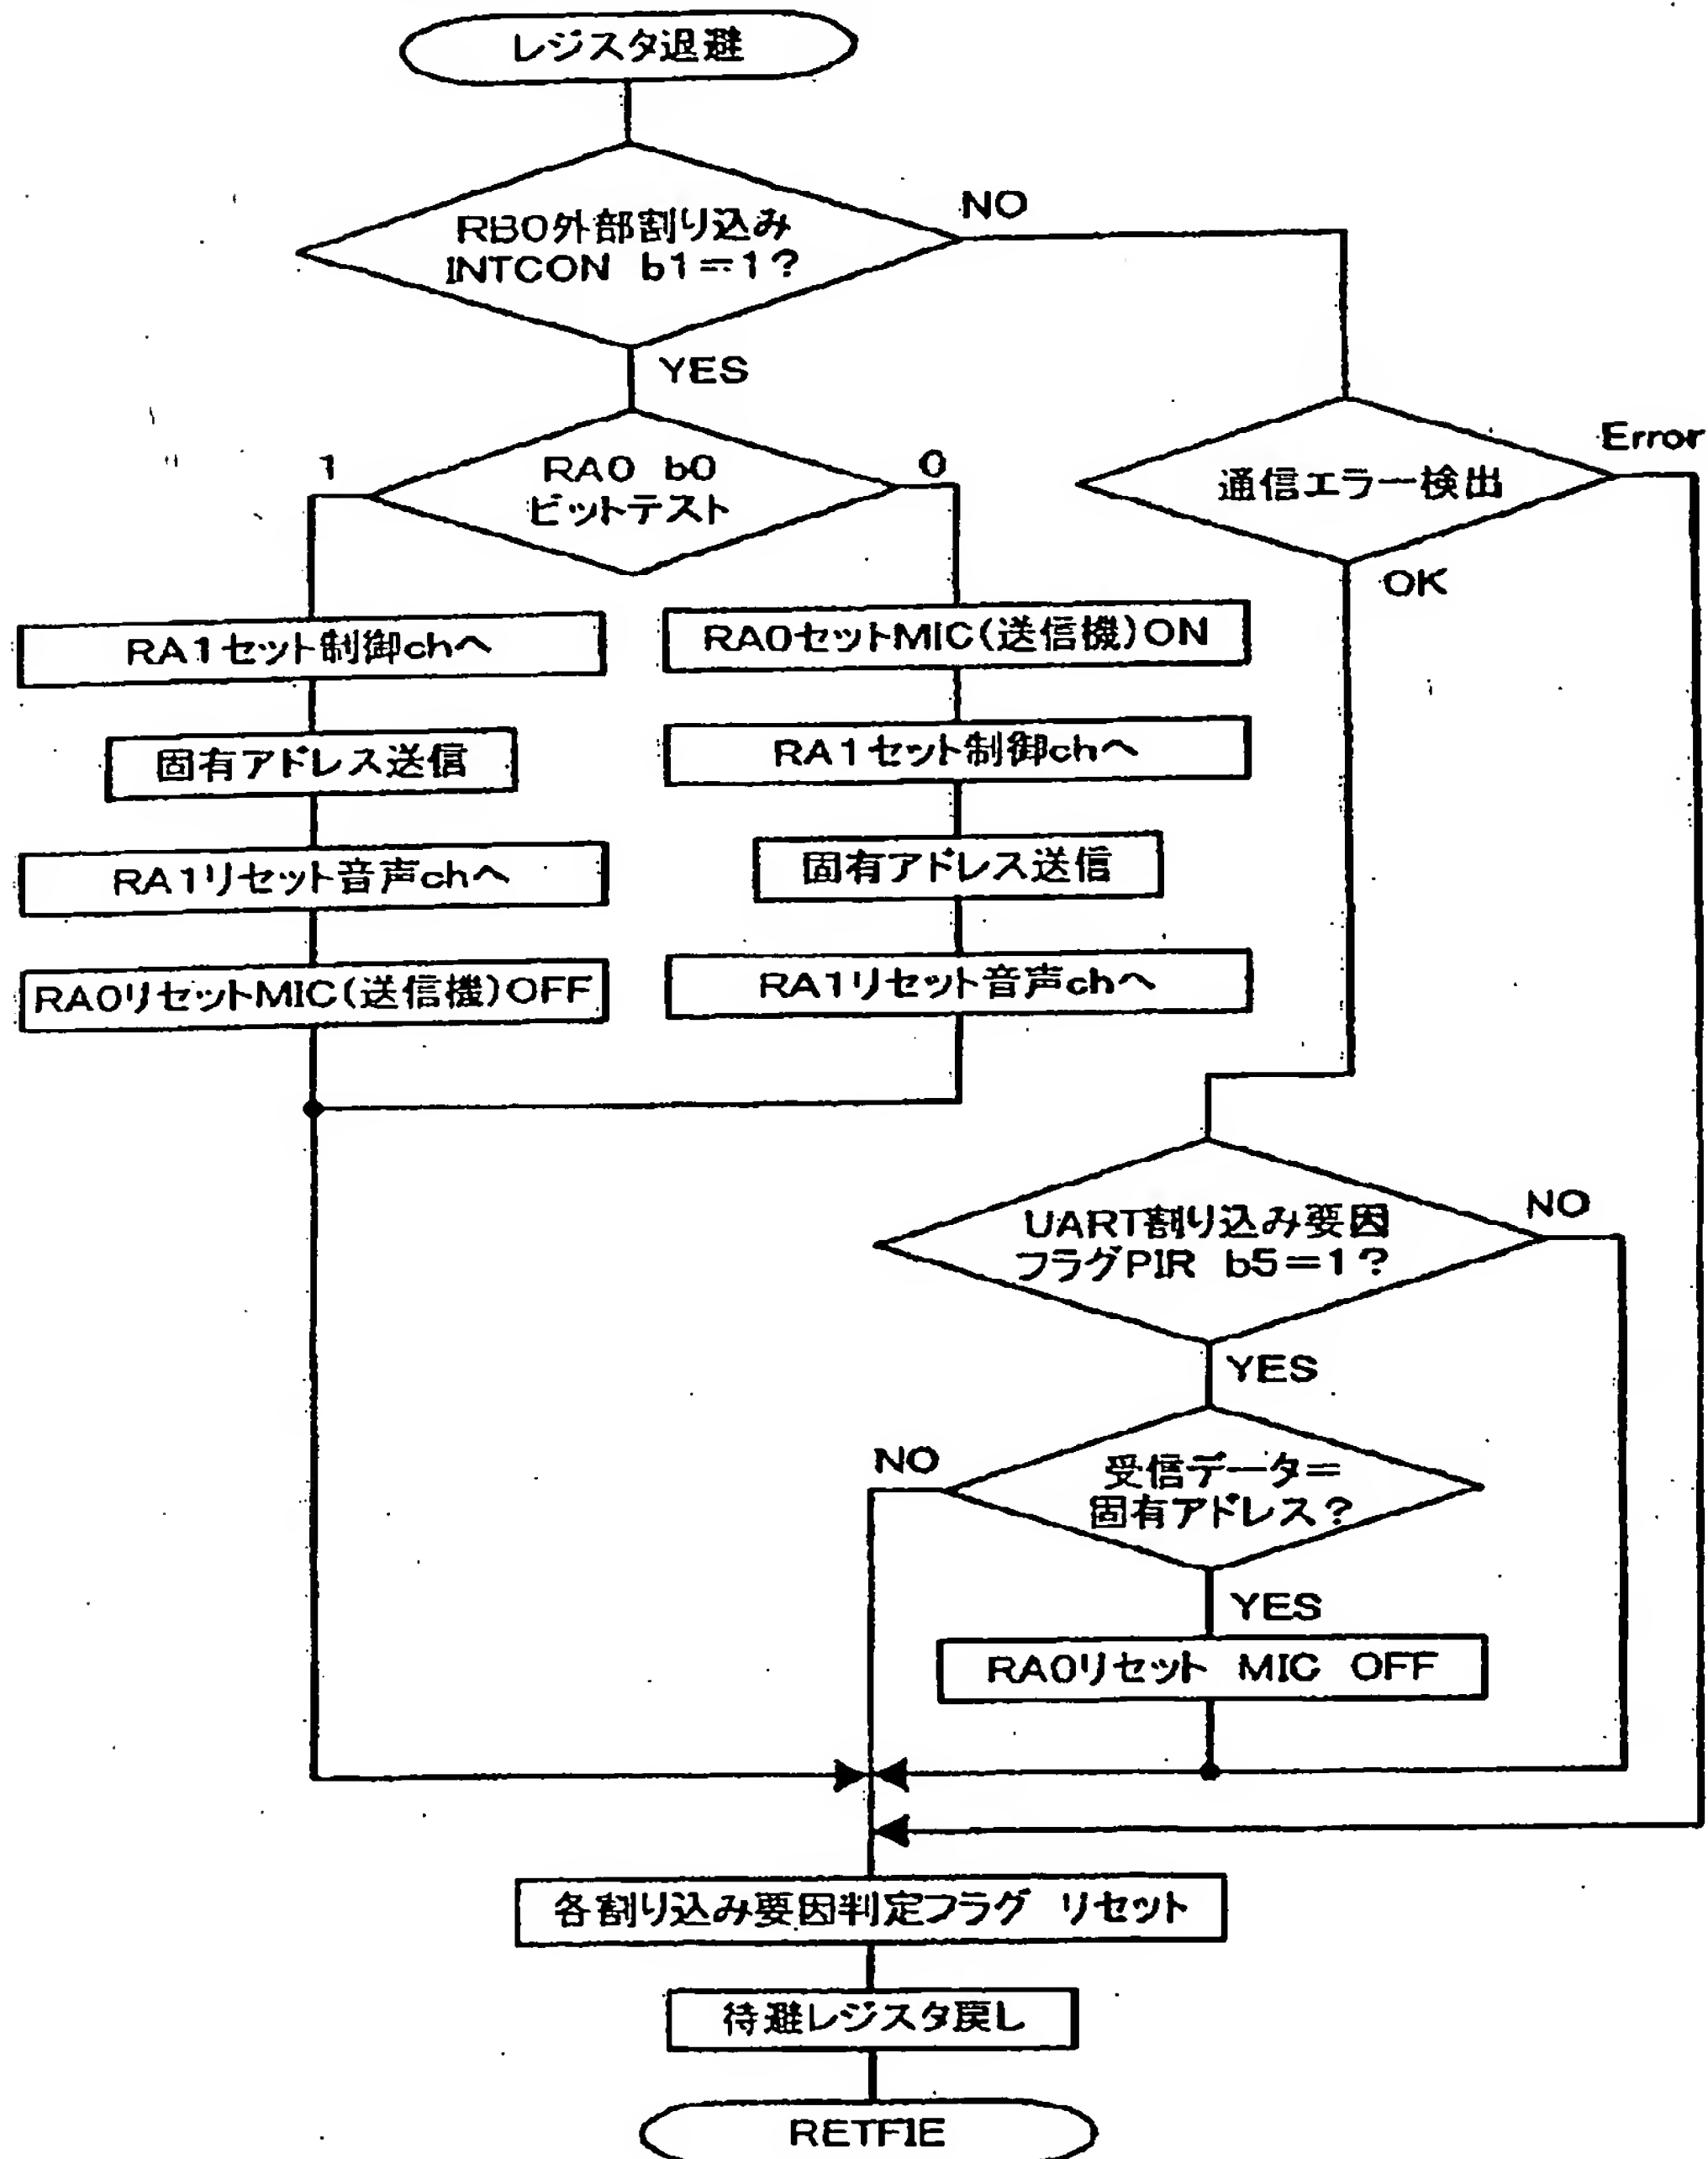 レジスタ退避
RB0外部割り込み
INTCON b1=1?
NO
YES
RA0 b0
ビットテスト
1
0
通信エラー検出
Error
OK
RA1セット制御chへ
固有アドレス送信
RA1リセット音声chへ
RA0リセットMIC(送信機)OFF
RA0セットMIC(送信機)ON
RA1セット制御chへ
固有アドレス送信
RA1リセット音声chへ
UART割り込み要因
フラグPIR b5=1?
NO
YES
受信データ=
固有アドレス?
NO
YES
RA0リセット MIC OFF
各割り込み要因判定フラグ リセット
待避レジスタ戻し
RETFIE